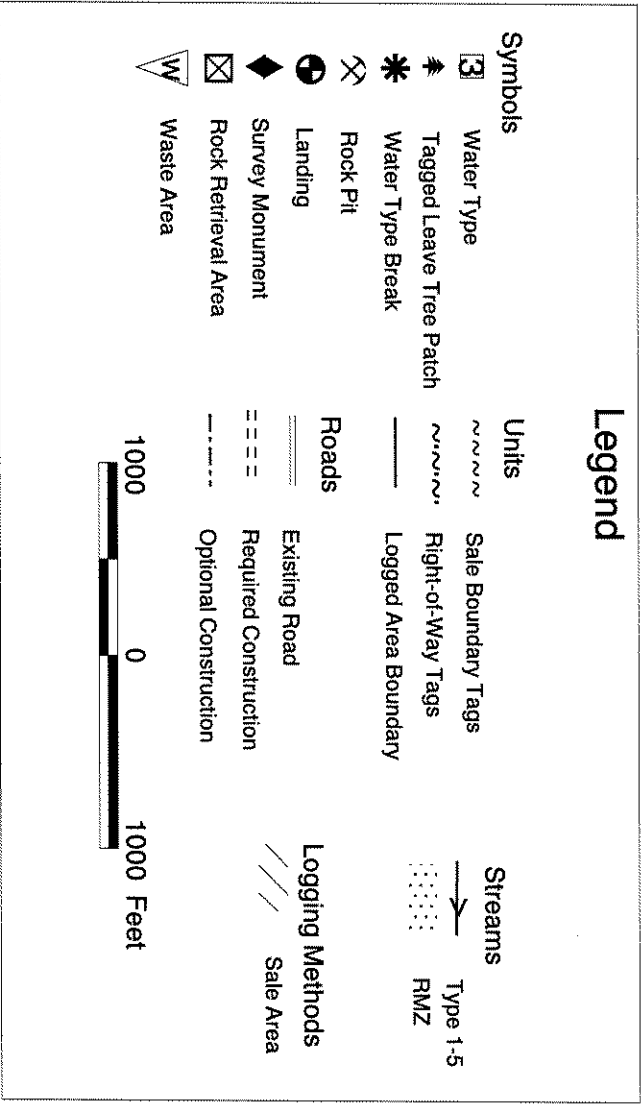 Legend
Symbols
3 Water Type
Tagged Leave Tree Patch
Water Type Break
Rock Pit
Landing
Survey Monument
Rock Retrieval Area
W Waste Area
Units
Sale Boundary Tags
Right-of-Way Tags
Logged Area Boundary
Roads
Existing Road
Required Construction
Optional Construction
Streams
Type 1-5
RMZ
Logging Methods
Sale Area
1000 0 1000 Feet